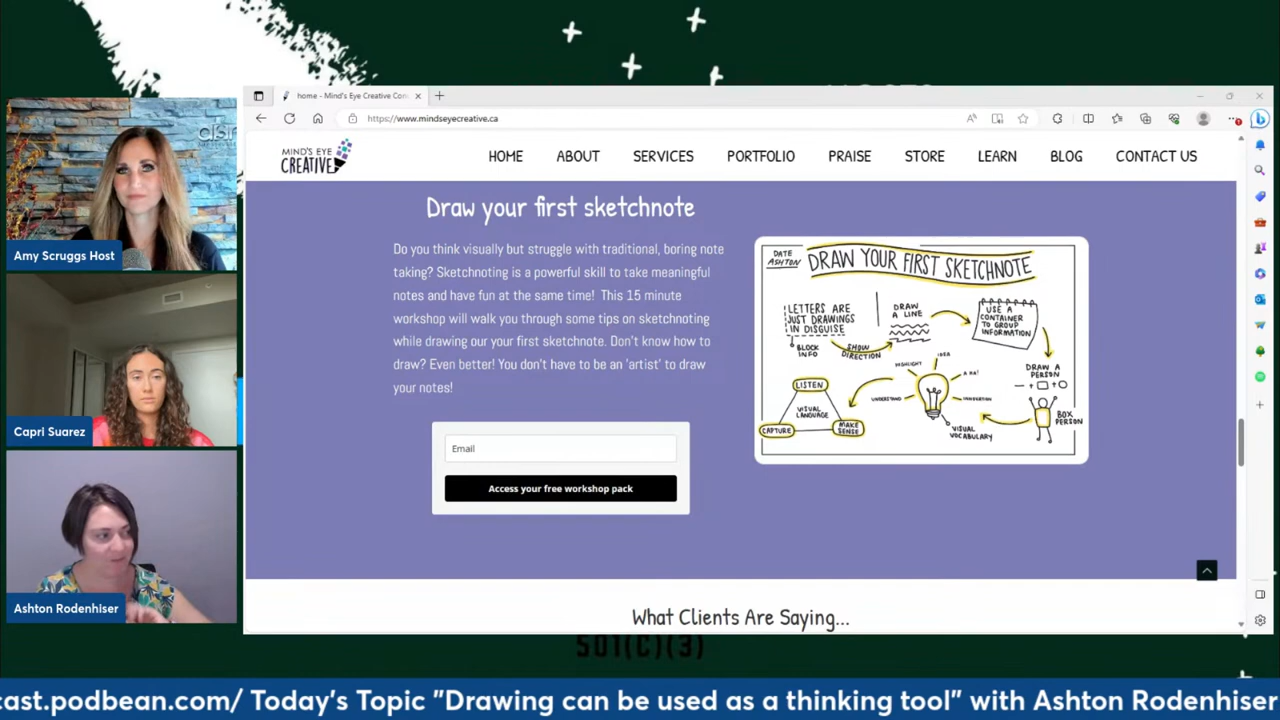 home - Mind's Eye Creative Con
https://www.mindseyecreative.ca
MIND'S EYE
CREATIVE
HOME
ABOUT
SERVICES
PORTFOLIO
PRAISE
STORE
LEARN
BLOG
CONTACT US
Amy Scruggs Host
Capri Suarez
Ashton Rodenhiser
Draw your first sketchnote
Do you think visually but struggle with traditional, boring note
taking? Sketchnoting is a powerful skill to take meaningful
notes and have fun at the same time! This 15 minute
workshop will walk you through some tips on sketchnoting
while drawing our your first sketchnote. Don't know how to
draw? Even better! You don't have to be an 'artist' to draw
your notes!
Email
Access your free workshop pack
DATE
ASHTON
DRAW YOUR FIRST SKETCHNOTE
LETTERS ARE
JUST DRAWINGS
IN DISGUISE
BLOCK
INFO
SHOW
DIRECTION
DRAW
A LINE
USE A
CONTAINER
TO GROUP
INFORMATION
DRAW A
PERSON
- + □ + ○
BOX
PERSON
HIGHLIGHT
IDEA
A HA!
UNDERSTAND
INNOVATION
VISUAL
VOCABULARY
LISTEN
VISUAL
LANGUAGE
CAPTURE
MAKE
SENSE
What Clients Are Saying...
501(C)(3)
cast.podbean.com/ Today's Topic "Drawing can be used as a thinking tool" with Ashton Rodenhiser